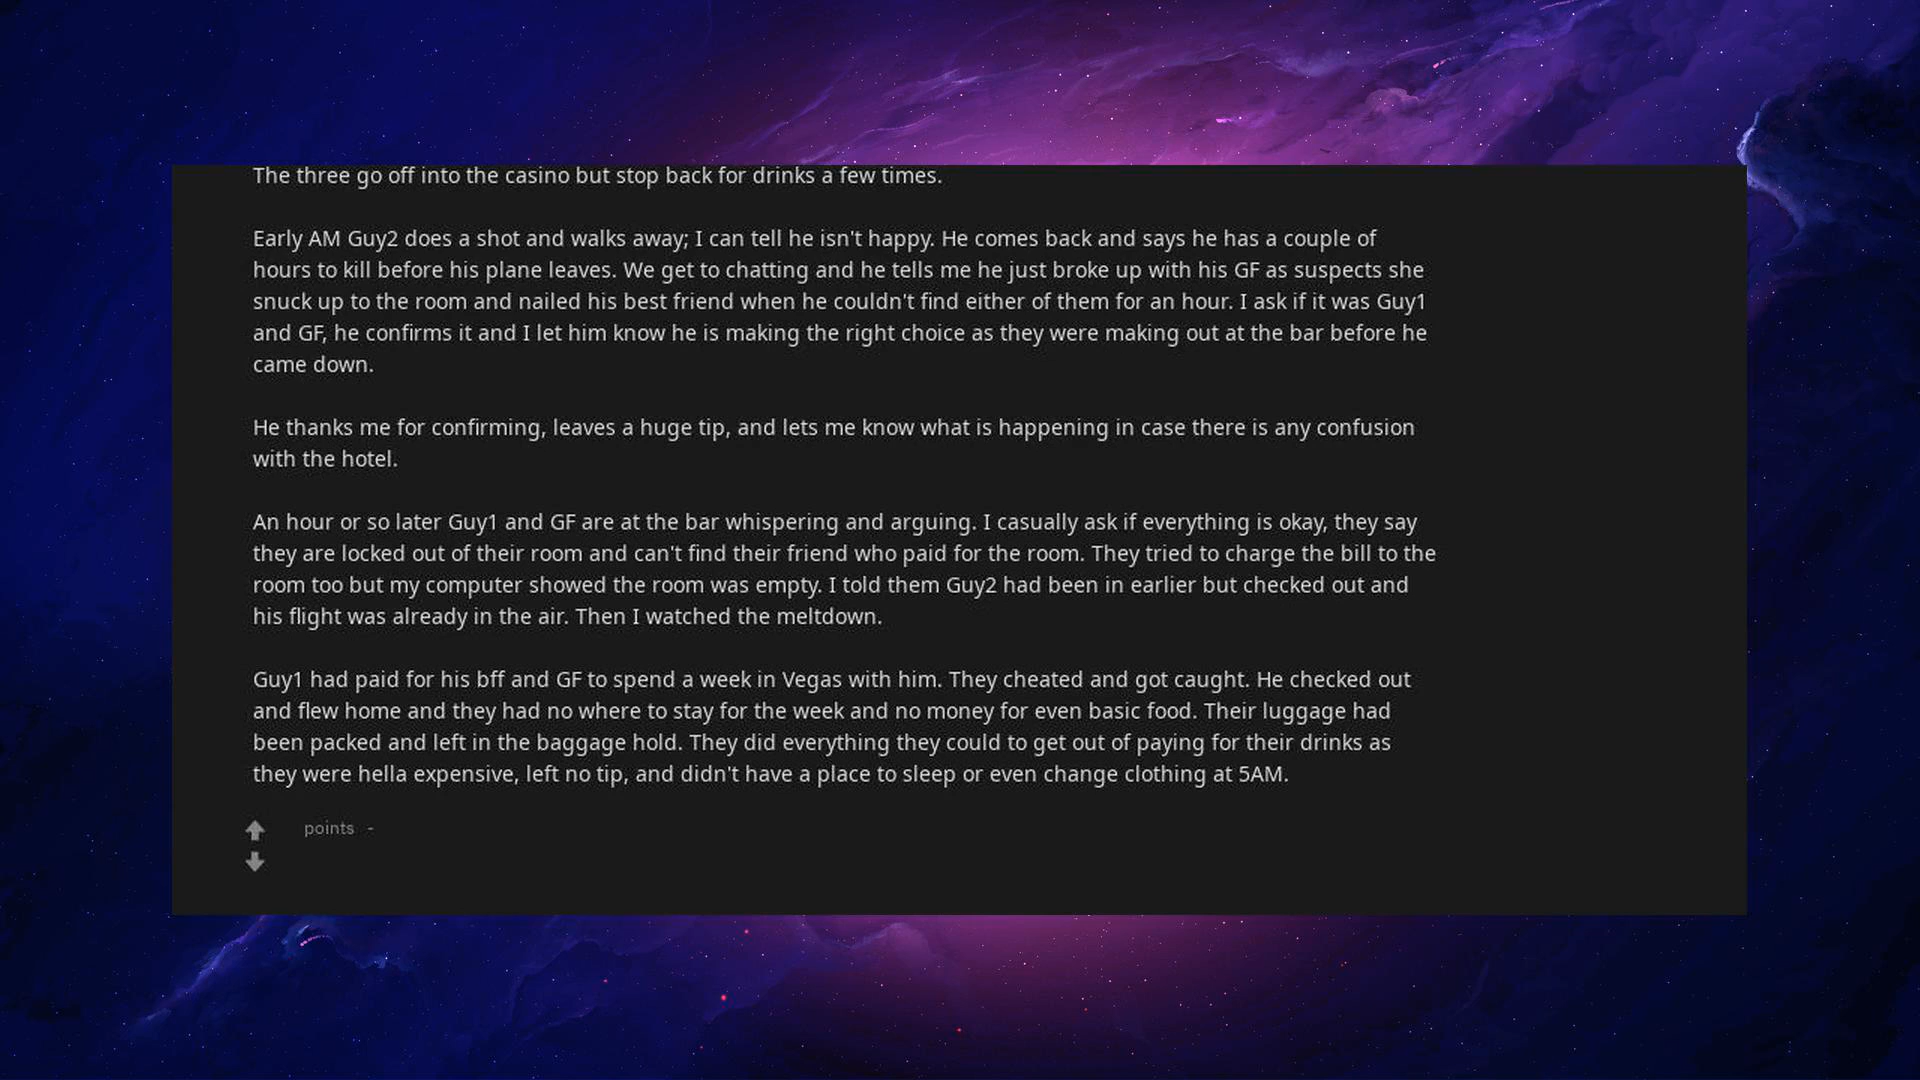 The three go off into the casino but stop back for drinks a few times.
Early AM Guy2 does a shot and walks away; I can tell he isn't happy. He comes back and says he has a couple of
hours to kill before his plane leaves. We get to chatting and he tells me he just broke up with his GF as suspects she
snuck up to the room and nailed his best friend when he couldn't find either of them for an hour. I ask if it was Guy1
and GF, he confirms it and I let him know he is making the right choice as they were making out at the bar before he
came down.
He thanks me for confirming, leaves a huge tip, and lets me know what is happening in case there is any confusion
with the hotel.
An hour or so later Guy1 and GF are at the bar whispering and arguing. I casually ask if everything is okay, they say
they are locked out of their room and can't find their friend who paid for the room. They tried to charge the bill to the
room too but my computer showed the room was empty. I told them Guy2 had been in earlier but checked out and
his flight was already in the air. Then I watched the meltdown.
Guy1 had paid for his bff and GF to spend a week in Vegas with him. They cheated and got caught. He checked out
and flew home and they had no where to stay for the week and no money for even basic food. Their luggage had
been packed and left in the baggage hold. They did everything they could to get out of paying for their drinks as
they were hella expensive, left no tip, and didn't have a place to sleep or even change clothing at 5AM.
points -